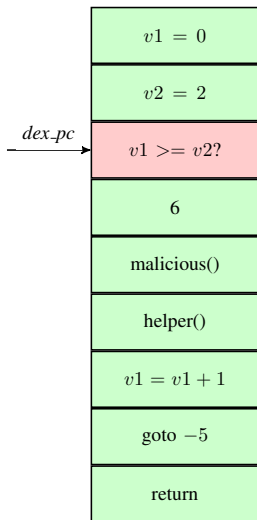 v1 = 0
v2 = 2
dex_pc
v1 >= v2?
6
malicious()
helper()
v1 = v1 + 1
goto −5
return